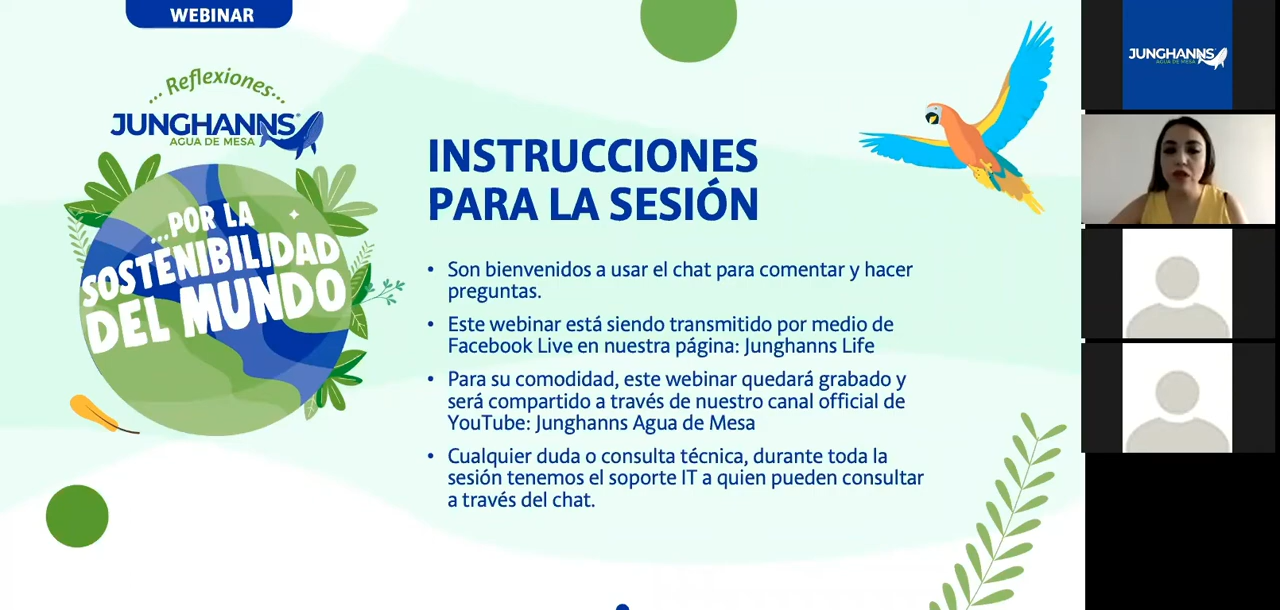 WEBINAR
... Reflexiones...
JUNGHANNS
AGUA DE MESA
...POR LA
SOSTENIBILIDAD
DEL MUNDO
INSTRUCCIONES
PARA LA SESIÓN
• Son bienvenidos a usar el chat para comentar y hacer
preguntas.
• Este webinar está siendo transmitido por medio de
Facebook Live en nuestra página: Junghanns Life
• Para su comodidad, este webinar quedará grabado y
será compartido a través de nuestro canal official de
YouTube: Junghanns Agua de Mesa
• Cualquier duda o consulta técnica, durante toda la
sesión tenemos el soporte IT a quien pueden consultar
a través del chat.
JUNGHANNS
AGUA DE MESA